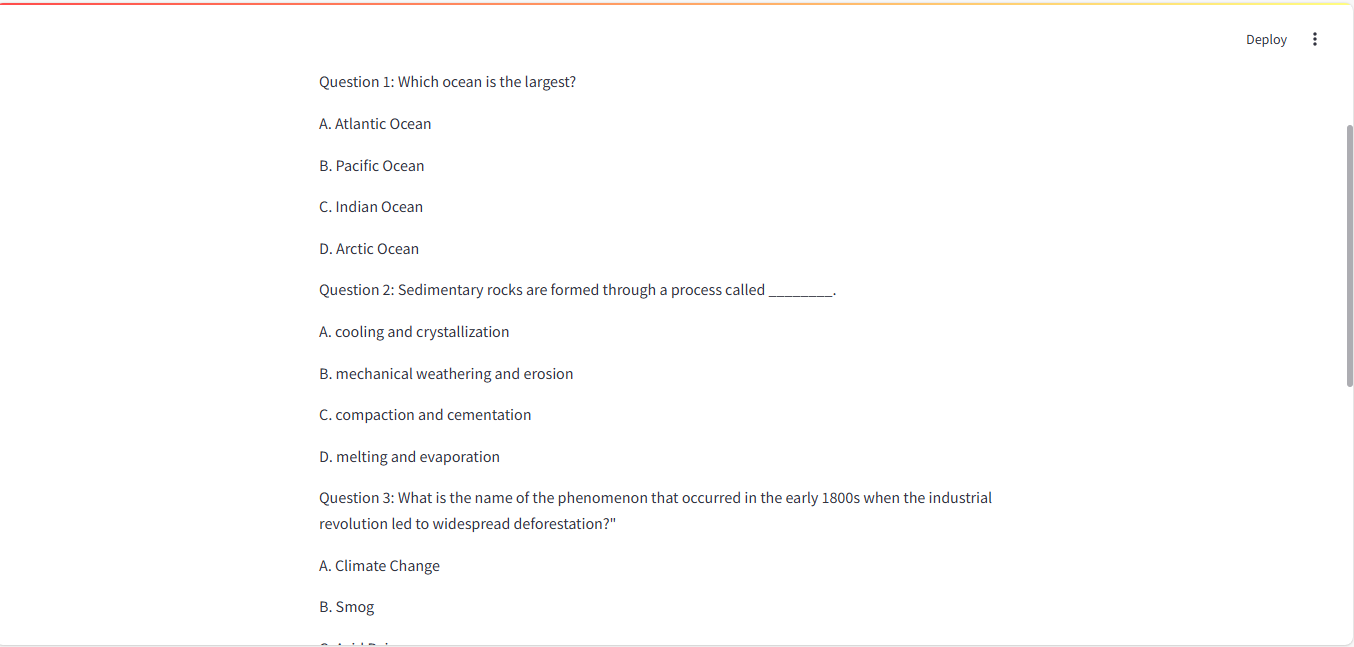 Deploy
Question 1: Which ocean is the largest?
A. Atlantic Ocean
B. Pacific Ocean
C. Indian Ocean
D. Arctic Ocean
Question 2: Sedimentary rocks are formed through a process called ________.
A. cooling and crystallization
B. mechanical weathering and erosion
C. compaction and cementation
D. melting and evaporation
Question 3: What is the name of the phenomenon that occurred in the early 1800s when the industrial
revolution led to widespread deforestation?"
A. Climate Change
B. Smog